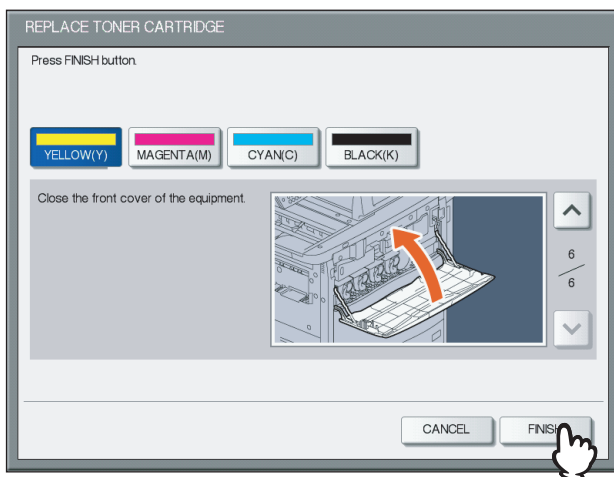 REPLACE TONER CARTRIDGE
Press FINISH button.
YELLOW(Y) MAGENTA(M) CYAN(C) BLACK(K)
Close the front cover of the equipment.
6
6
CANCEL FINISH